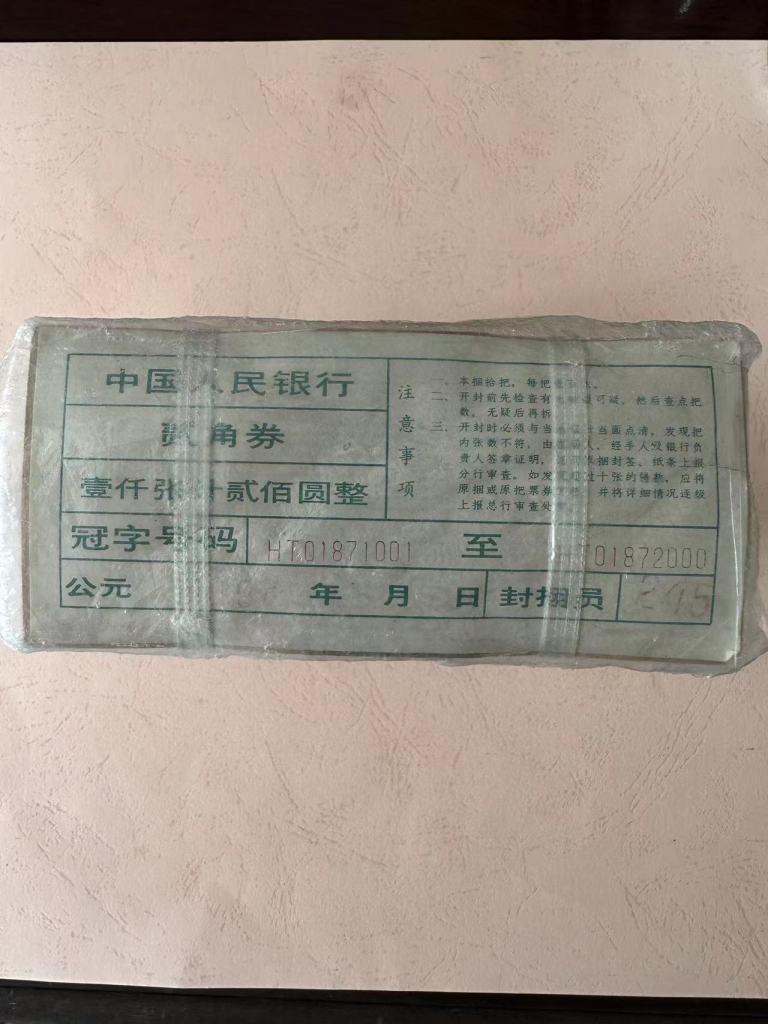 中国人民银行
贰角券
壹仟张计贰佰圆整
注意事项
一、本捆拾把，每把
二、开封前先检查有 可疑，然后查点把
数，无疑后再拆
三、开封时必须与当 当面点清，发现把
内张数不符，由 人、经手人及银行负
责人签章证明， 捆封签、纸条上报
分行审查。如发 过十张的错款，应将
原捆或原把票券 并将详细情况逐级
上报总行审查处
冠字号码 HT01871001 至 HT01872000
公元 年 月 日 封捆员